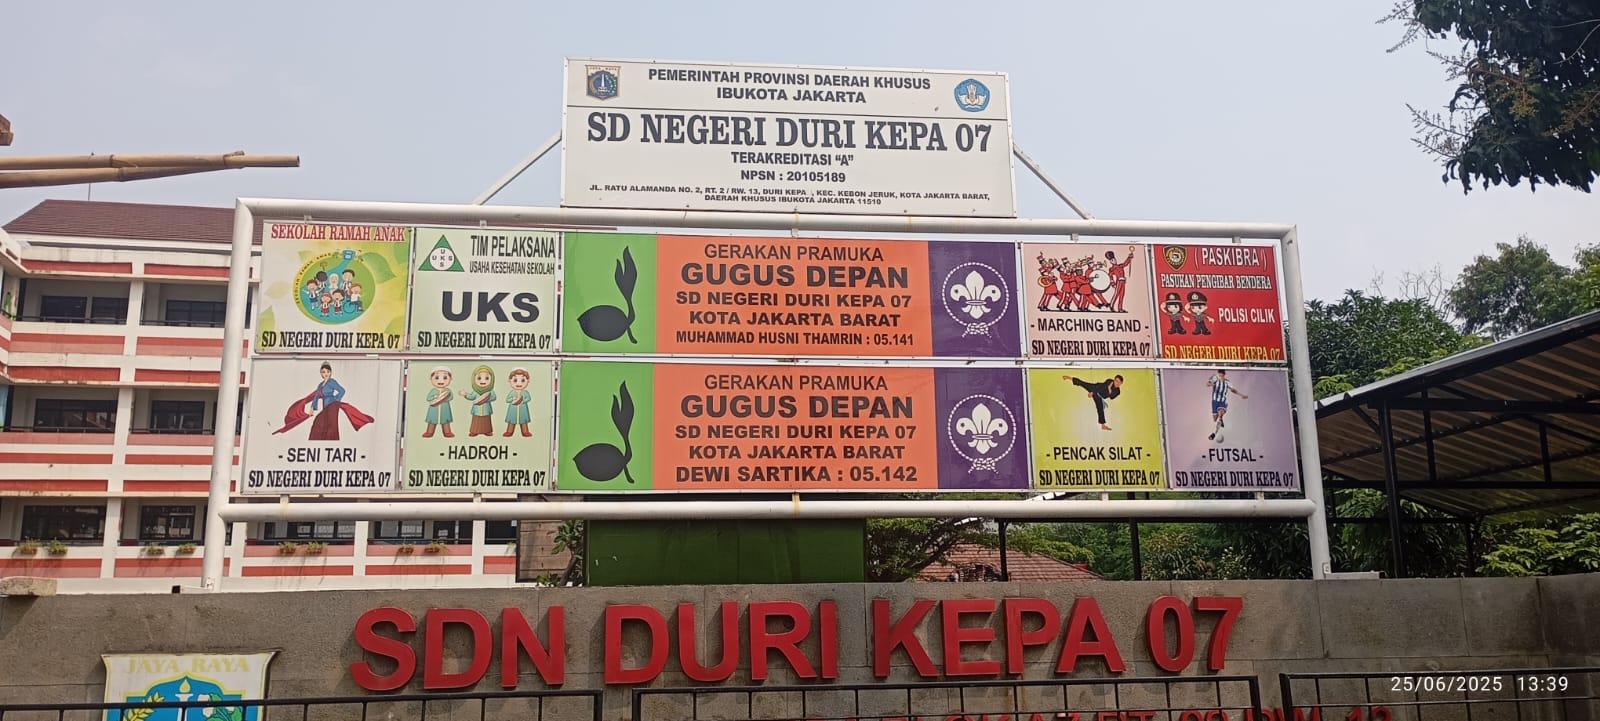 JAYA RAYA
PEMERINTAH PROVINSI DAERAH KHUSUS
IBUKOTA JAKARTA
SD NEGERI DURI KEPA 07
TERAKREDITASI “A”
NPSN : 20105189
JL. RATU ALAMANDA NO. 2, RT. 2 / RW. 13, DURI KEPA , KEC. KEBON JERUK, KOTA JAKARTA BARAT,
DAERAH KHUSUS IBUKOTA JAKARTA 11510
SEKOLAH RAMAH ANAK
SD NEGERI DURI KEPA 07
UKS
TIM PELAKSANA
USAHA KESEHATAN SEKOLAH
UKS
SD NEGERI DURI KEPA 07
GERAKAN PRAMUKA
GUGUS DEPAN
SD NEGERI DURI KEPA 07
KOTA JAKARTA BARAT
MUHAMMAD HUSNI THAMRIN : 05.141
- MARCHING BAND -
SD NEGERI DURI KEPA 07
( PASKIBRA )
PASUKAN PENGIBAR BENDERA
POLISI CILIK
SD NEGERI DURI KEPA 07
- SENI TARI -
SD NEGERI DURI KEPA 07
- HADROH -
SD NEGERI DURI KEPA 07
GERAKAN PRAMUKA
GUGUS DEPAN
SD NEGERI DURI KEPA 07
KOTA JAKARTA BARAT
DEWI SARTIKA : 05.142
- PENCAK SILAT -
SD NEGERI DURI KEPA 07
- FUTSAL -
SD NEGERI DURI KEPA 07
SDN DURI KEPA 07
JAYA RAYA
25/06/2025 13:39